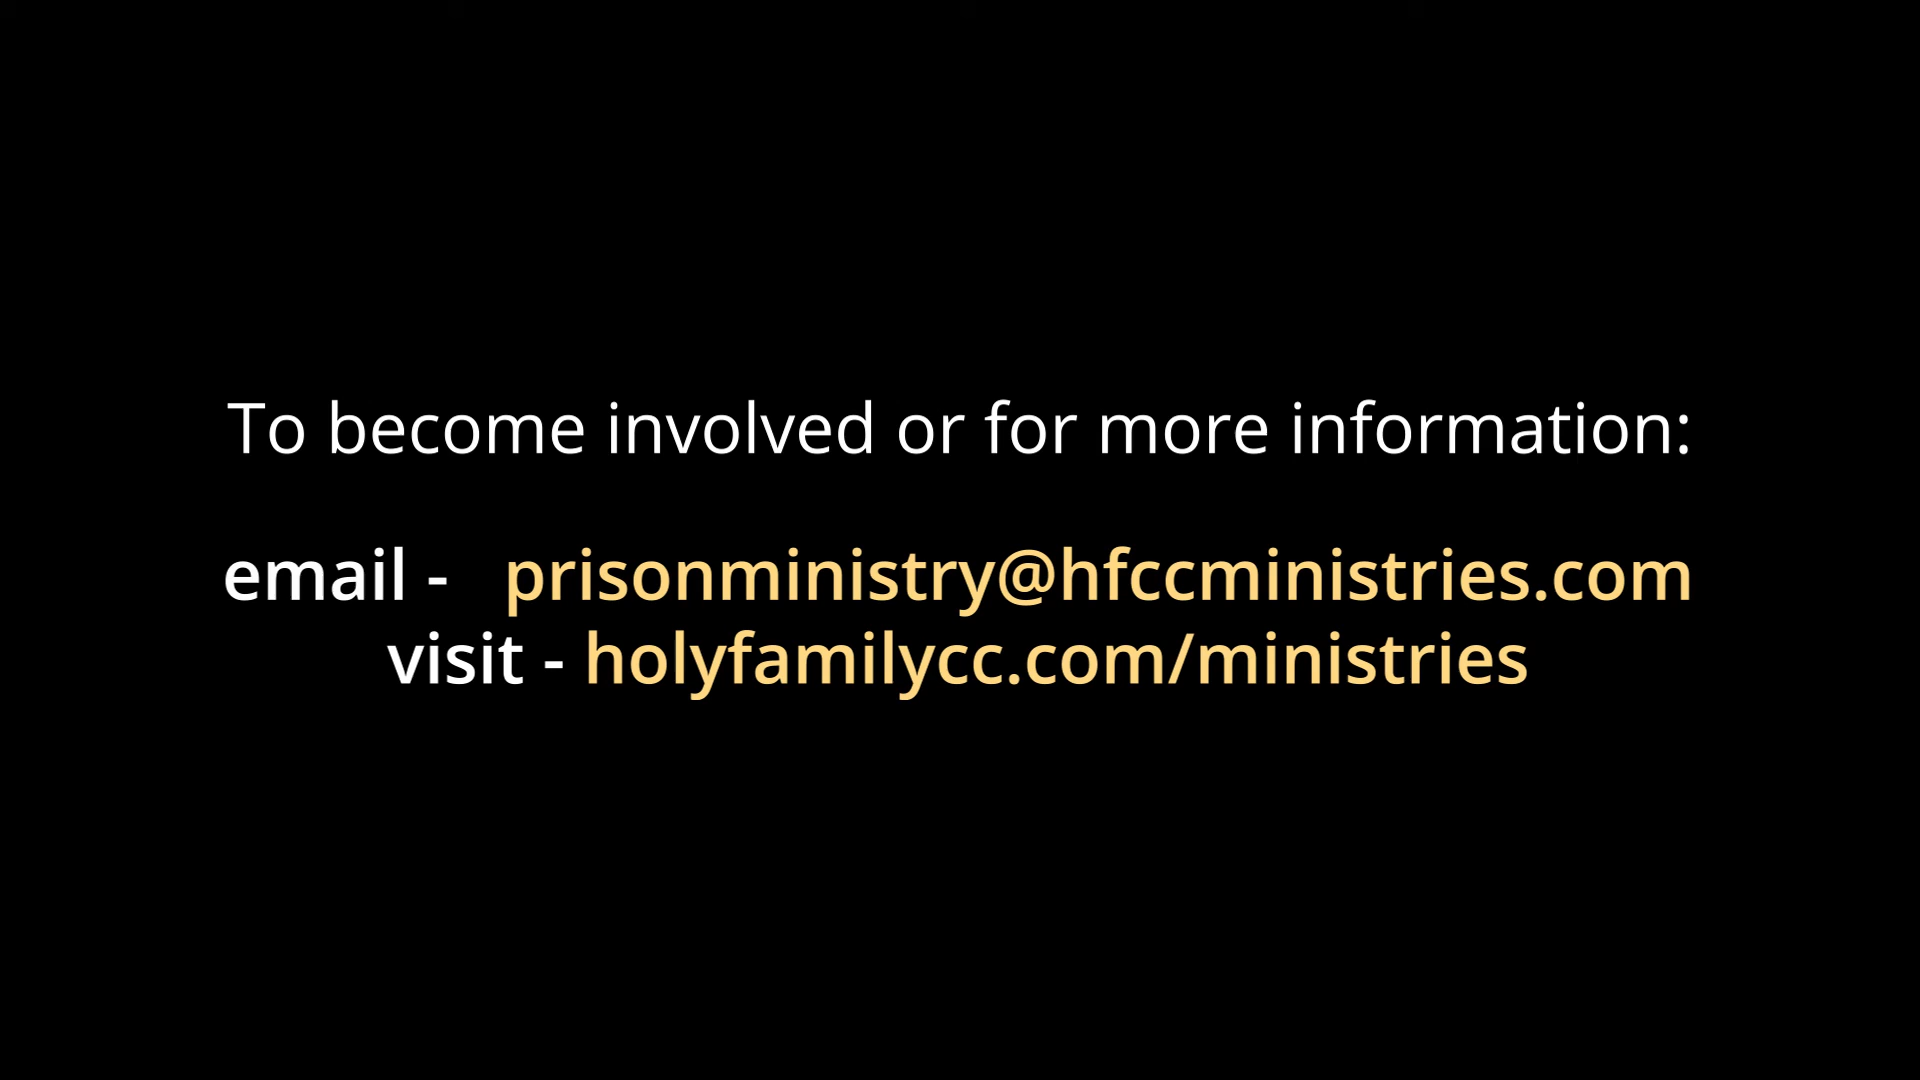 To become involved or for more information:
email - prisonministry@hfccministries.com
visit - holyfamilycc.com/ministries